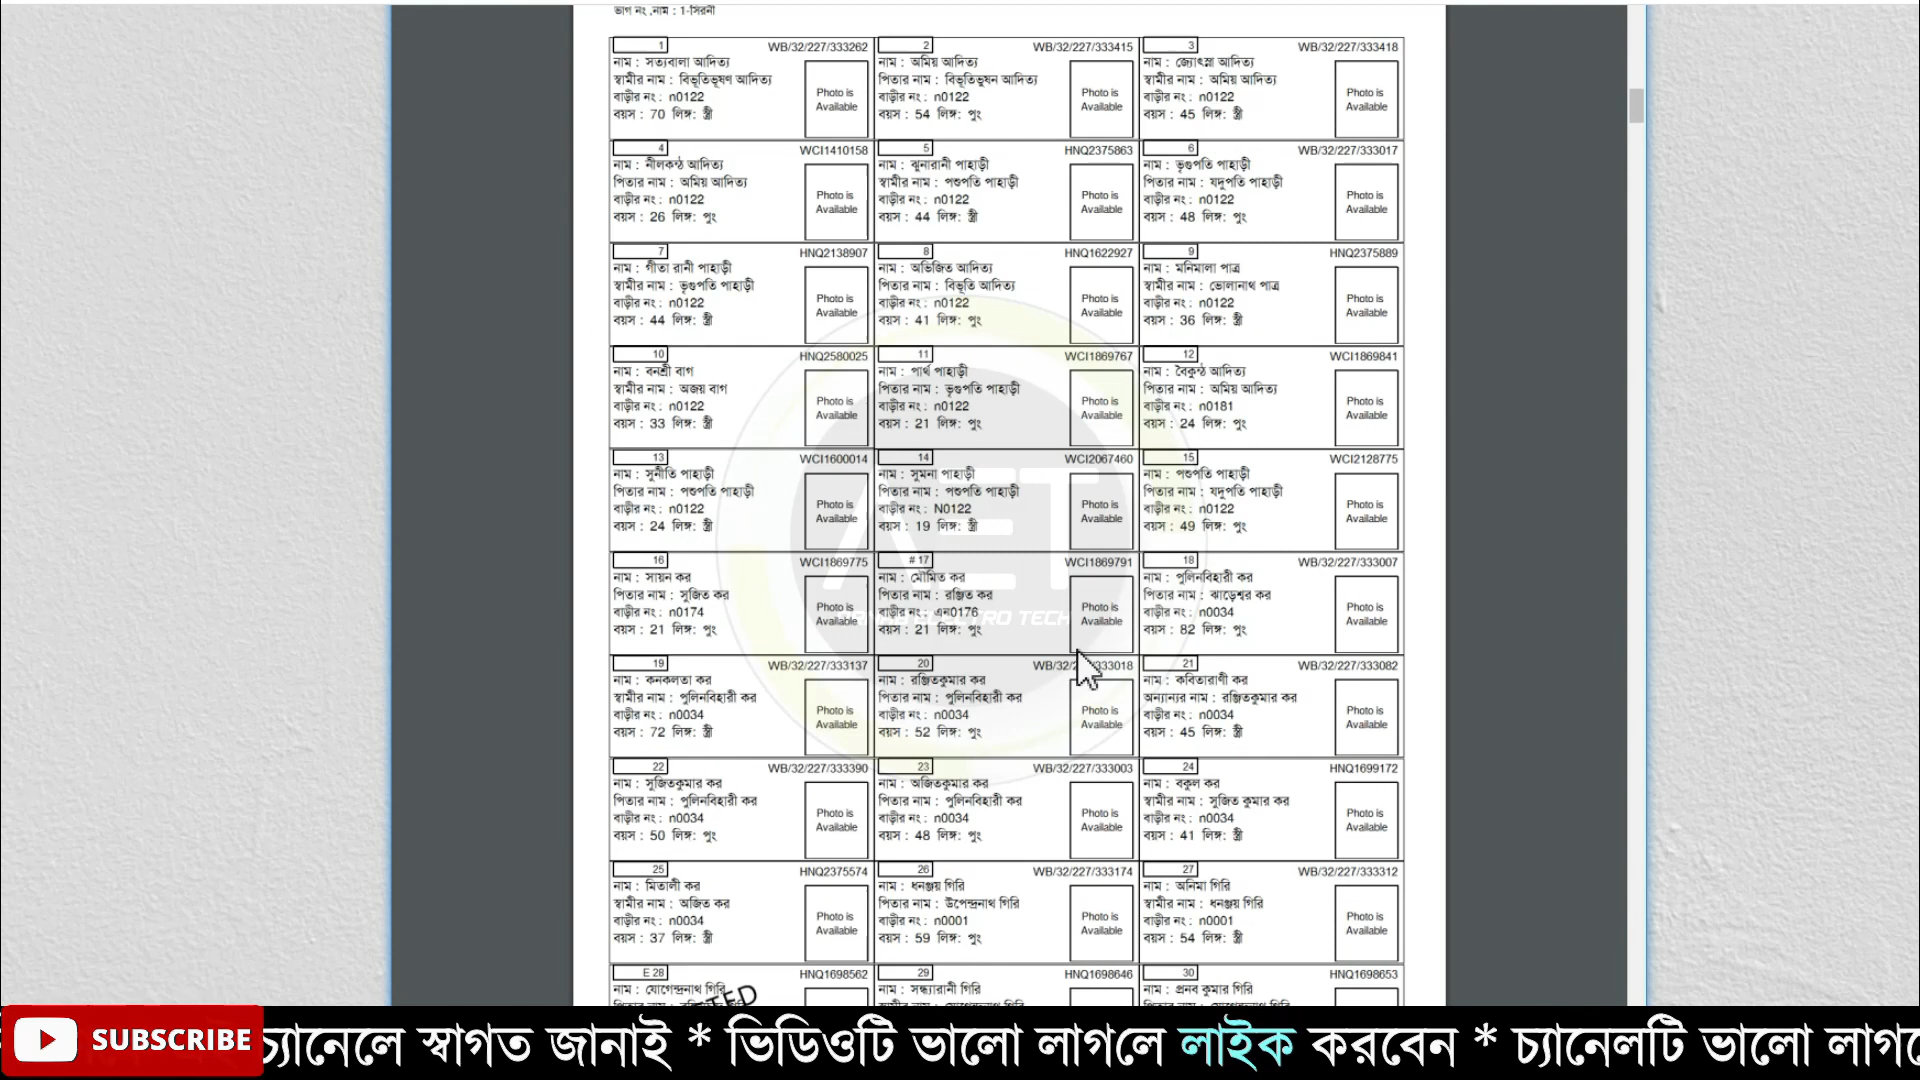 ভাগ নং ,নাম : 1-সিরনী
1 WB/32/227/333262
নাম : সত্যবালা আদিত্য
স্বামীর নাম : বিভূতিভূষণ আদিত্য
বাড়ীর নং : n0122
বয়স : 70 লিঙ্গ: স্ত্রী
Photo is
Available
2 WB/32/227/333415
নাম : অমিয় আদিত্য
পিতার নাম : বিভূতিভুষন আদিত্য
বাড়ীর নং : n0122
বয়স : 54 লিঙ্গ: পুং
Photo is
Available
3 WB/32/227/333418
নাম : জ্যোৎস্না আদিত্য
স্বামীর নাম : অমিয় আদিত্য
বাড়ীর নং : n0122
বয়স : 45 লিঙ্গ: স্ত্রী
Photo is
Available
4 WCI1410158
নাম : নীলকন্ঠ আদিত্য
পিতার নাম : অমিয় আদিত্য
বাড়ীর নং : n0122
বয়স : 26 লিঙ্গ: পুং
Photo is
Available
5 HNQ2375863
নাম : ঝুনারানী পাহাড়ী
স্বামীর নাম : পশুপতি পাহাড়ী
বাড়ীর নং : n0122
বয়স : 44 লিঙ্গ: স্ত্রী
Photo is
Available
6 WB/32/227/333017
নাম : ভৃগুপতি পাহাড়ী
পিতার নাম : যদুপতি পাহাড়ী
বাড়ীর নং : n0122
বয়স : 48 লিঙ্গ: পুং
Photo is
Available
7 HNQ2138907
নাম : গীতা রানী পাহাড়ী
স্বামীর নাম : ভৃগুপতি পাহাড়ী
বাড়ীর নং : n0122
বয়স : 44 লিঙ্গ: স্ত্রী
Photo is
Available
8 HNQ1622927
নাম : অভিজিত আদিত্য
পিতার নাম : বিভূতি আদিত্য
বাড়ীর নং : n0122
বয়স : 41 লিঙ্গ: পুং
Photo is
Available
9 HNQ2375889
নাম : মনিমালা পাত্র
স্বামীর নাম : ভোলানাথ পাত্র
বাড়ীর নং : n0122
বয়স : 36 লিঙ্গ: স্ত্রী
Photo is
Available
10 HNQ2580025
নাম : বনশ্রী বাগ
স্বামীর নাম : অজয় বাগ
বাড়ীর নং : n0122
বয়স : 33 লিঙ্গ: স্ত্রী
Photo is
Available
11 WCI1869767
নাম : পার্থ পাহাড়ী
পিতার নাম : ভৃগুপতি পাহাড়ী
বাড়ীর নং : n0122
বয়স : 21 লিঙ্গ: পুং
Photo is
Available
12 WCI1869841
নাম : বৈকুন্ঠ আদিত্য
পিতার নাম : অমিয় আদিত্য
বাড়ীর নং : n0181
বয়স : 24 লিঙ্গ: পুং
Photo is
Available
13 WCI1600014
নাম : সুনীতি পাহাড়ী
পিতার নাম : পশুপতি পাহাড়ী
বাড়ীর নং : n0122
বয়স : 24 লিঙ্গ: স্ত্রী
Photo is
Available
14 WCI2067460
নাম : সুমনা পাহাড়ী
পিতার নাম : পশুপতি পাহাড়ী
বাড়ীর নং : N0122
বয়স : 19 লিঙ্গ: স্ত্রী
Photo is
Available
15 WCI2128775
নাম : পশুপতি পাহাড়ী
পিতার নাম : যদুপতি পাহাড়ী
বাড়ীর নং : n0122
বয়স : 49 লিঙ্গ: পুং
Photo is
Available
16 WCI1869775
নাম : সায়ন কর
পিতার নাম : সুজিত কর
বাড়ীর নং : n0174
বয়স : 21 লিঙ্গ: পুং
Photo is
Available
# 17 WCI1869791
নাম : মৌমিত কর
পিতার নাম : রঞ্জিত কর
বাড়ীর নং : এন0176
বয়স : 21 লিঙ্গ: পুং
Photo is
Available
18 WB/32/227/333007
নাম : পুলিনবিহারী কর
পিতার নাম : ঝাড়েশ্বর কর
বাড়ীর নং : n0034
বয়স : 82 লিঙ্গ: পুং
Photo is
Available
19 WB/32/227/333137
নাম : কনকলতা কর
স্বামীর নাম : পুলিনবিহারী কর
বাড়ীর নং : n0034
বয়স : 72 লিঙ্গ: স্ত্রী
Photo is
Available
20 WB/32/227/333018
নাম : রঞ্জিতকুমার কর
পিতার নাম : পুলিনবিহারী কর
বাড়ীর নং : n0034
বয়স : 52 লিঙ্গ: পুং
Photo is
Available
21 WB/32/227/333082
নাম : কবিতারাণী কর
অন্যান্যর নাম : রঞ্জিতকুমার কর
বাড়ীর নং : n0034
বয়স : 45 লিঙ্গ: স্ত্রী
Photo is
Available
22 WB/32/227/333390
নাম : সুজিতকুমার কর
পিতার নাম : পুলিনবিহারী কর
বাড়ীর নং : n0034
বয়স : 50 লিঙ্গ: পুং
Photo is
Available
23 WB/32/227/333003
নাম : অজিতকুমার কর
পিতার নাম : পুলিনবিহারী কর
বাড়ীর নং : n0034
বয়স : 48 লিঙ্গ: পুং
Photo is
Available
24 HNQ1699172
নাম : বকুল কর
স্বামীর নাম : সুজিত কুমার কর
বাড়ীর নং : n0034
বয়স : 41 লিঙ্গ: স্ত্রী
Photo is
Available
25 HNQ2375574
নাম : মিতালী কর
স্বামীর নাম : অজিত কর
বাড়ীর নং : n0034
বয়স : 37 লিঙ্গ: স্ত্রী
Photo is
Available
26 WB/32/227/333174
নাম : ধনঞ্জয় গিরি
পিতার নাম : উপেন্দ্রনাথ গিরি
বাড়ীর নং : n0001
বয়স : 59 লিঙ্গ: পুং
Photo is
Available
27 WB/32/227/333312
নাম : অনিমা গিরি
স্বামীর নাম : ধনঞ্জয় গিরি
বাড়ীর নং : n0001
বয়স : 54 লিঙ্গ: স্ত্রী
Photo is
Available
E 28 HNQ1698562
নাম : যোগেন্দ্রনাথ গিরি
29 HNQ1698646
নাম : সন্ধ্যারানী গিরি
30 HNQ1698653
নাম : প্রনব কুমার গিরি
AET
SUBSCRIBE
চ্যানেলে স্বাগত জানাই * ভিডিওটি ভালো লাগলে লাইক করবেন * চ্যানেলটি ভালো